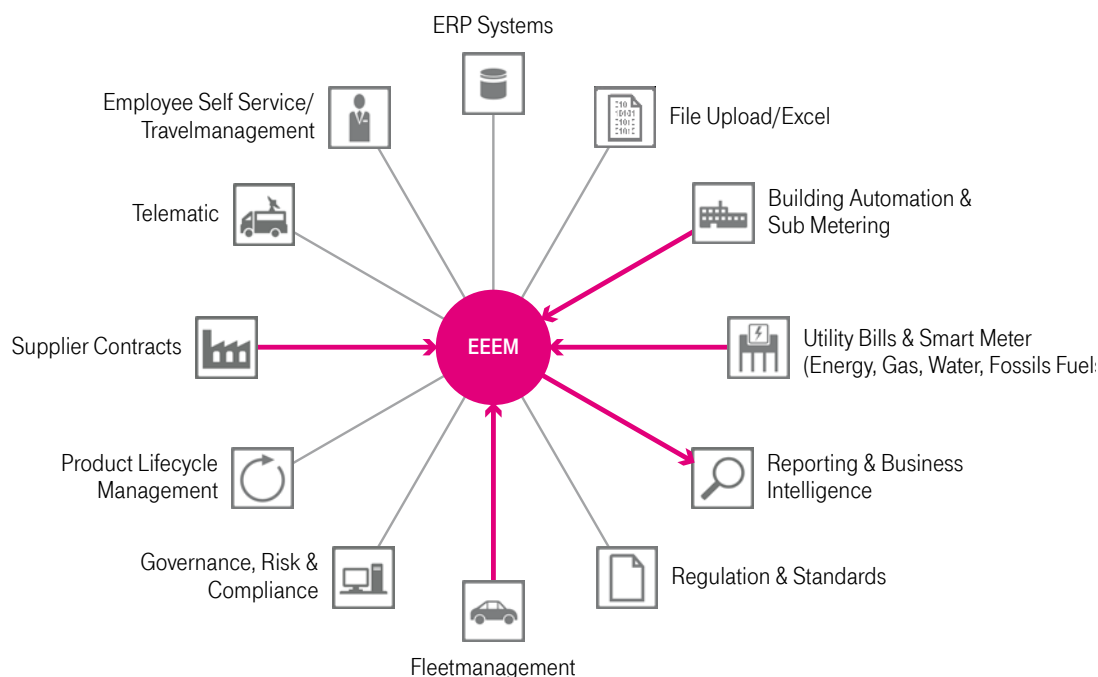 ERP Systems
Employee Self Service/
Travelmanagement
File Upload/Excel
Telematic
Building Automation &
Sub Metering
Supplier Contracts
EEEM
Utility Bills & Smart Meter
(Energy, Gas, Water, Fossils Fuels
Product Lifecycle
Management
Reporting & Business
Intelligence
Governance, Risk &
Compliance
Regulation & Standards
Fleetmanagement